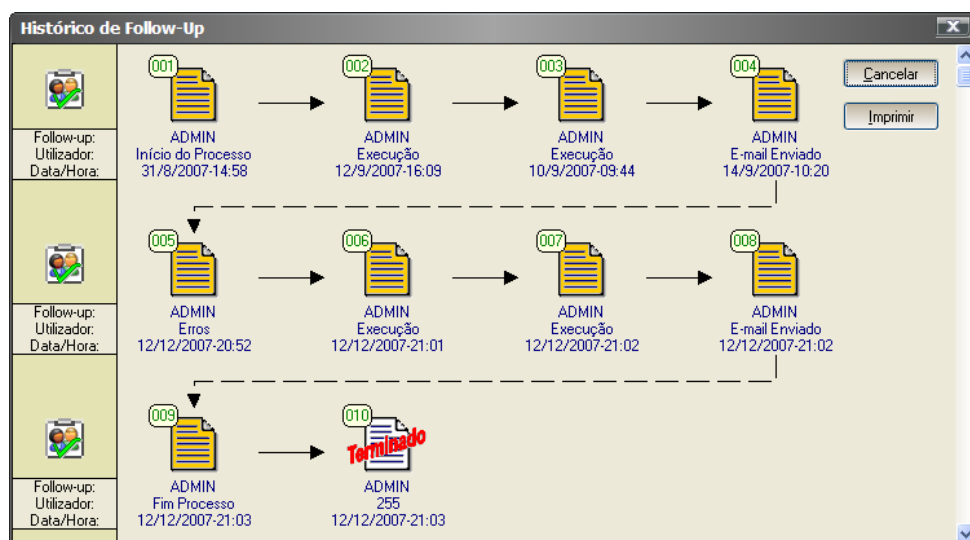 Histórico de Follow-Up
Cancelar
Imprimir
001
002
003
004
Follow-up:
Utilizador:
Data/Hora:
ADMIN
Início do Processo
31/8/2007-14:58
ADMIN
Execução
12/9/2007-16:09
ADMIN
Execução
10/9/2007-09:44
ADMIN
E-mail Enviado
14/9/2007-10:20
005
006
007
008
Follow-up:
Utilizador:
Data/Hora:
ADMIN
Erros
12/12/2007-20:52
ADMIN
Execução
12/12/2007-21:01
ADMIN
Execução
12/12/2007-21:02
ADMIN
E-mail Enviado
12/12/2007-21:02
009
010
Terminado
Follow-up:
Utilizador:
Data/Hora:
ADMIN
Fim Processo
12/12/2007-21:03
ADMIN
255
12/12/2007-21:03